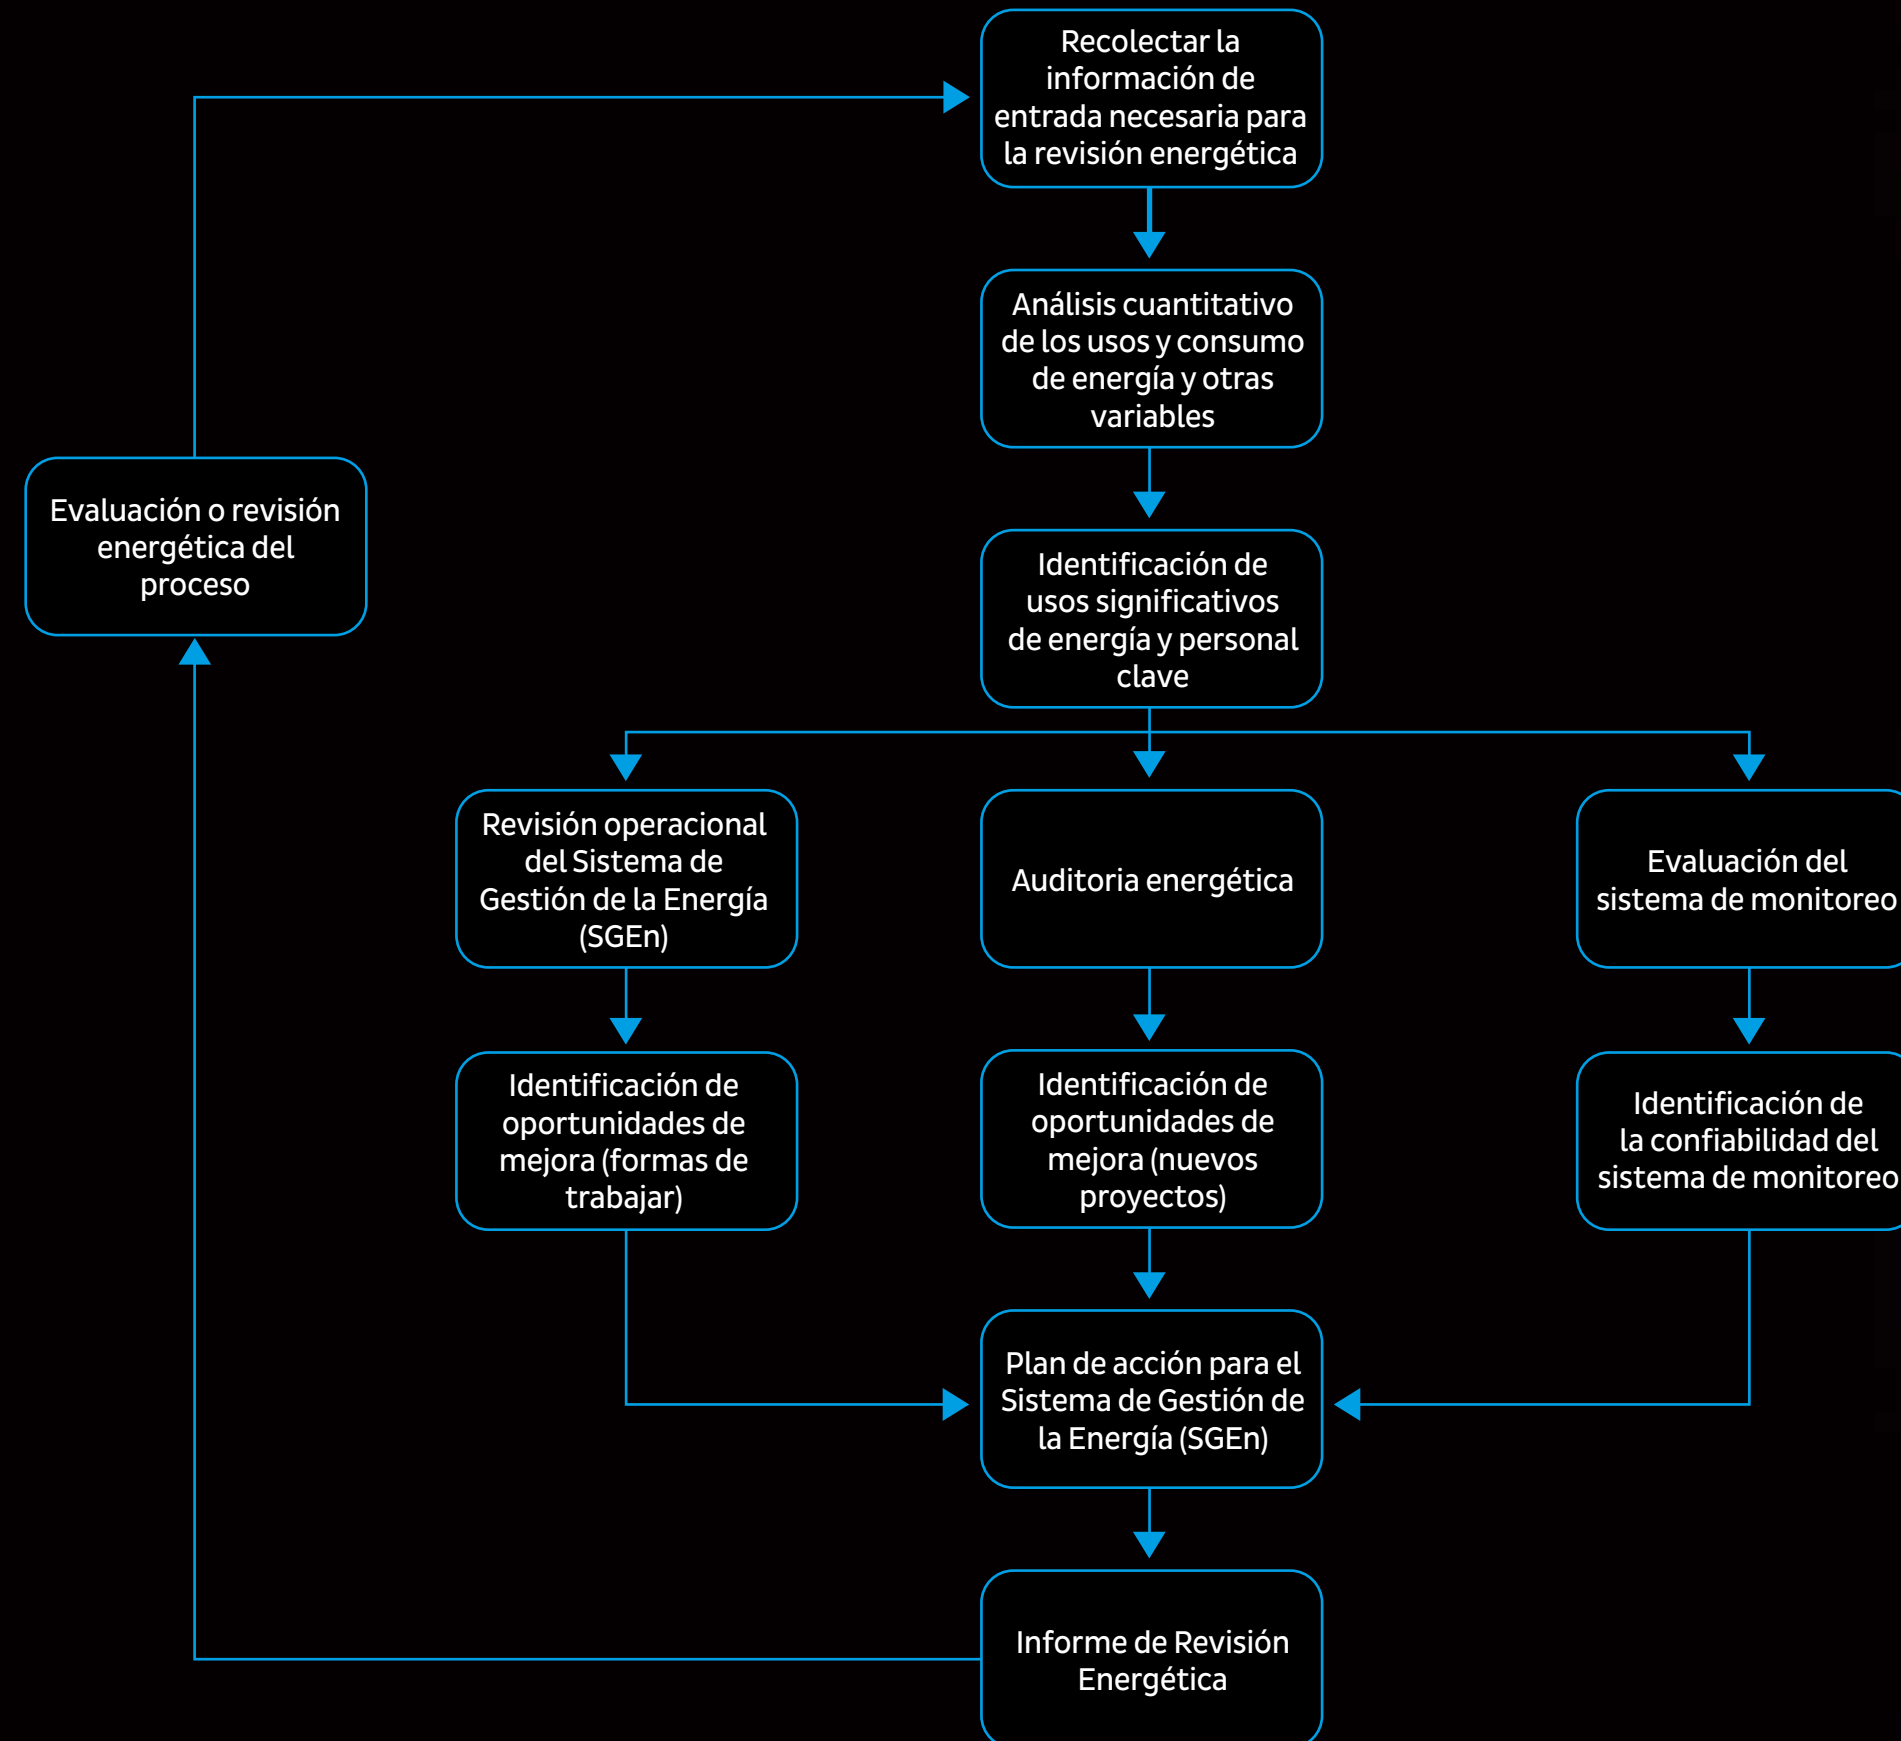 Recolectar la
información de
entrada necesaria para
la revisión energética
Análisis cuantitativo
de los usos y consumo
de energía y otras
variables
Evaluación o revisión
energética del
proceso
Identificación de
usos significativos
de energía y personal
clave
Revisión operacional
del Sistema de
Gestión de la Energía
(SGEn)
Auditoria energética
Evaluación del
sistema de monitoreo
Identificación de
oportunidades de
mejora (formas de
trabajar)
Identificación de
oportunidades de
mejora (nuevos
proyectos)
Identificación de
la confiabilidad del
sistema de monitoreo
Plan de acción para el
Sistema de Gestión de
la Energía (SGEn)
Informe de Revisión
Energética